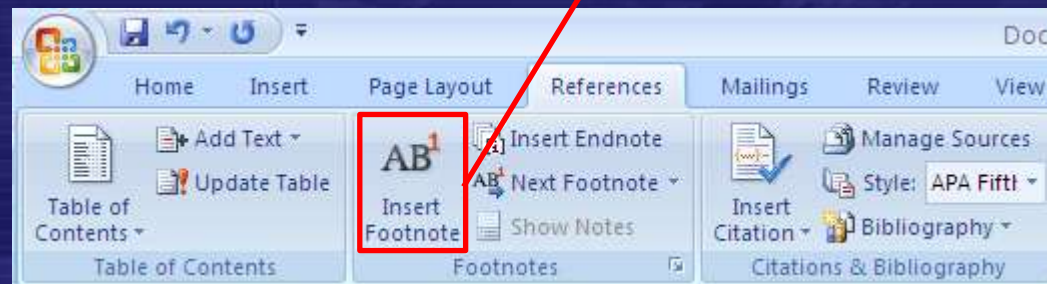 Doc
Home Insert Page Layout References Mailings Review View
Add Text
Update Table
Table of
Contents
Table of Contents
AB1
Insert
Footnote
Insert Endnote
AB1 Next Footnote
Show Notes
Footnotes
Insert
Citation
Manage Sources
Style: APA Fifth
Bibliography
Citations & Bibliography